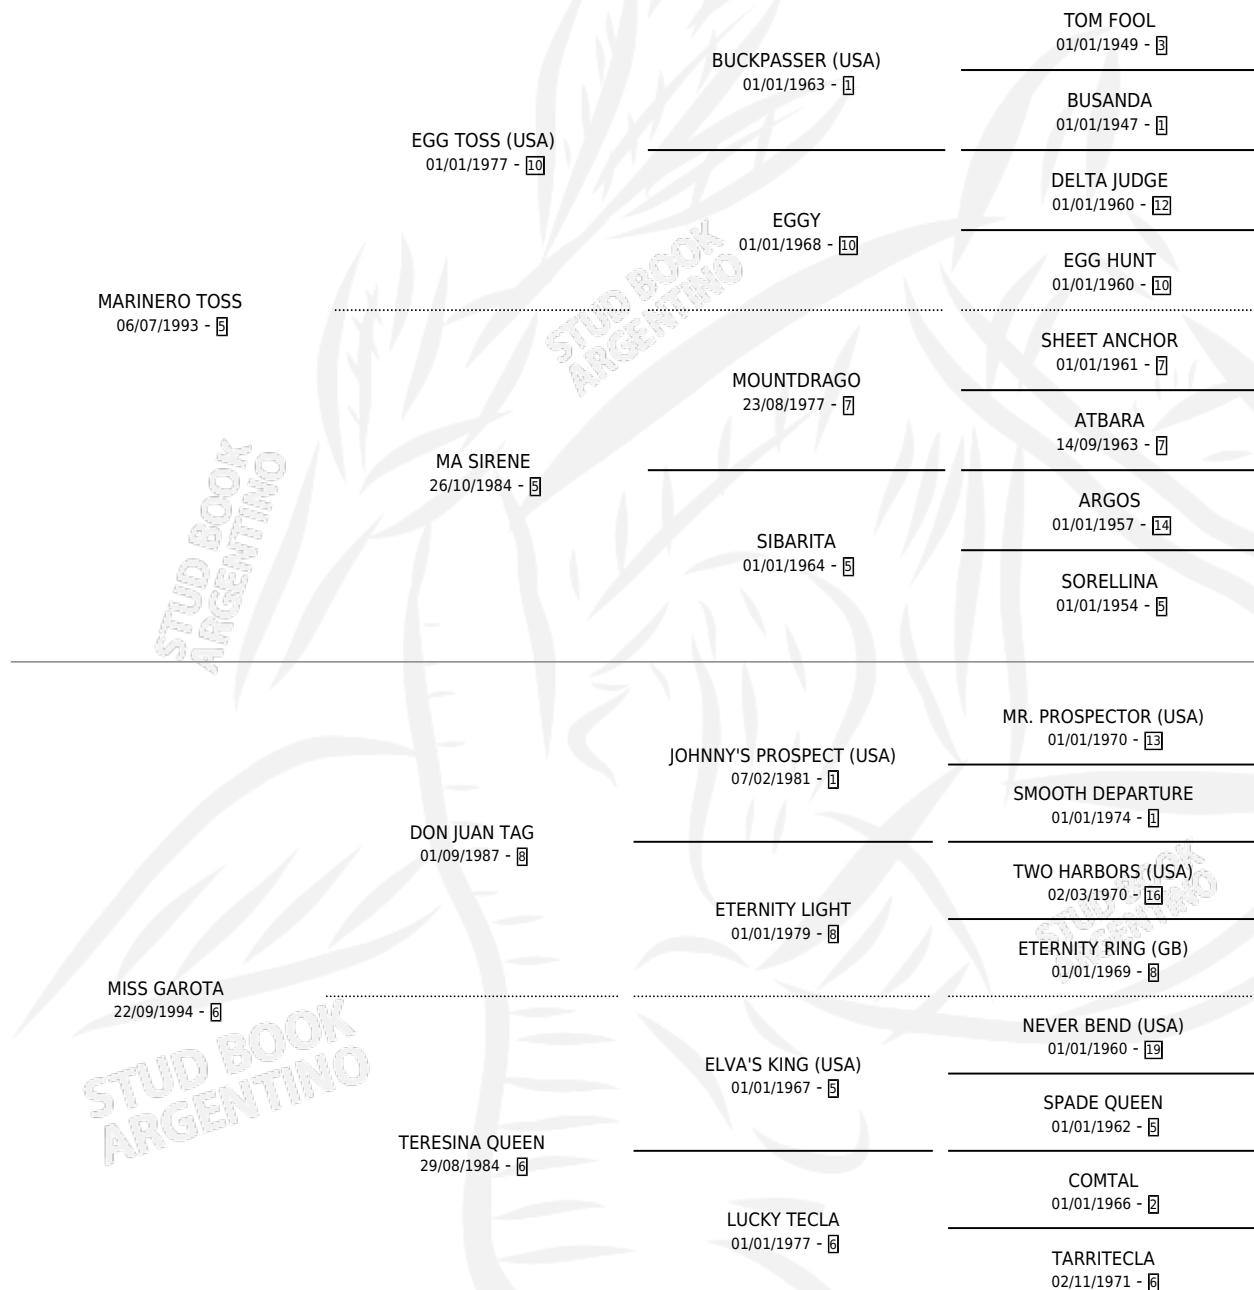 TOM FOOL
01/01/1949 - 3
BUCKPASSER (USA)
01/01/1963 - 1
BUSANDA
01/01/1947 - 1
EGG TOSS (USA)
01/01/1977 - 10
DELTA JUDGE
01/01/1960 - 12
EGGY
01/01/1968 - 10
EGG HUNT
01/01/1960 - 10
MARINERO TOSS
06/07/1993 - 5
SHEET ANCHOR
01/01/1961 - 7
MOUNTDRAGO
23/08/1977 - 7
ATBARA
14/09/1963 - 7
MA SIRENE
26/10/1984 - 5
ARGOS
01/01/1957 - 14
SIBARITA
01/01/1964 - 5
SORELLINA
01/01/1954 - 5
MR. PROSPECTOR (USA)
01/01/1970 - 13
JOHNNY'S PROSPECT (USA)
07/02/1981 - 1
SMOOTH DEPARTURE
01/01/1974 - 1
DON JUAN TAG
01/09/1987 - 8
TWO HARBORS (USA)
02/03/1970 - 16
ETERNITY LIGHT
01/01/1979 - 8
ETERNITY RING (GB)
01/01/1969 - 8
MISS GAROTA
22/09/1994 - 6
NEVER BEND (USA)
01/01/1960 - 19
ELVA'S KING (USA)
01/01/1967 - 5
SPADE QUEEN
01/01/1962 - 5
TERESINA QUEEN
29/08/1984 - 6
COMTAL
01/01/1966 - 2
LUCKY TECLA
01/01/1977 - 6
TARRITECLA
02/11/1971 - 6
STUD BOOK
ARGENTINO
STUD BOOK
ARGENTINO
STUD BOOK
ARGENTINO
STUD BOOK
ARGENTINO